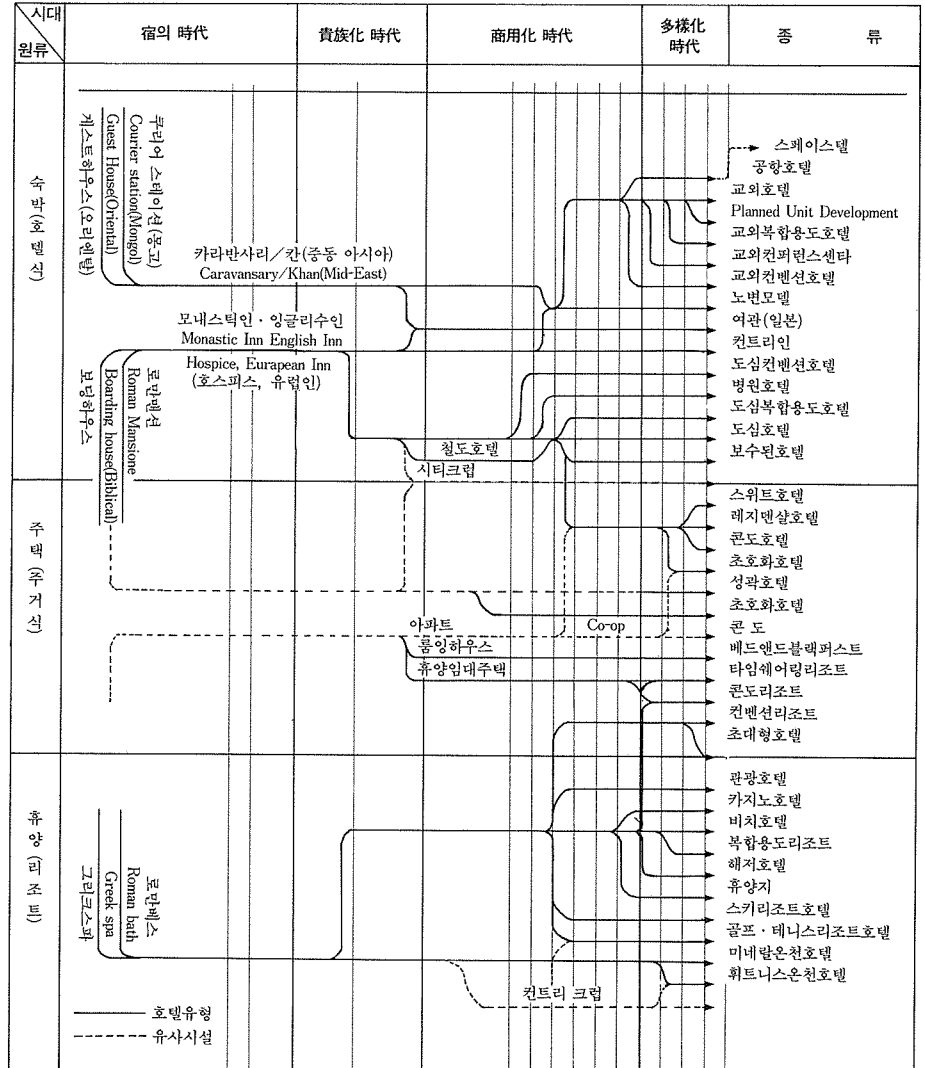 시대
원류
宿의 時代
貴族化 時代
商用化 時代
多樣化
時代
종 류
숙박(호텔식)
게스트하우스(오리엔탈)
Guest House(Oriental)
Courier station(Mongol)
쿠리어 스테이션(몽고)
카라반사리／칸(중동 아시아)
Caravansary/Khan(Mid-East)
모내스틱인·잉글리수인
Monastic Inn English Inn
Hospice, Eurapean Inn
(호스피스, 유럽인)
보딩하우스
Boarding house(Biblical)
Roman Mansione
로만맨션
철도호텔
시티크럽
스페이스텔
공항호텔
교외호텔
Planned Unit Development
교외복합용도호텔
교외컨퍼런스센타
교외컨벤션호텔
노변모델
여관(일본)
컨트리인
도심컨밴션호텔
병원호텔
도심복합용도호텔
도심호텔
보수된호텔
주택(주거식)
아파트
Co-op
룸잉하우스
휴양임대주택
스위트호텔
레지덴샬호텔
콘도호텔
초호화호텔
성곽호텔
초호화호텔
콘 도
베드앤드블랙퍼스트
타임쉐어링리조트
콘도리조트
컨벤션리조트
초대형호텔
휴양(리조트)
그리크스파
Greek spa
Roman bath
로만베스
컨트리 크럽
관광호텔
카지노호텔
비치호텔
복합용도리조트
해저호텔
휴양지
스키리조트호텔
골프·테니스리조트호텔
미네랄온천호텔
휘트니스온천호텔
호텔유형
유사시설